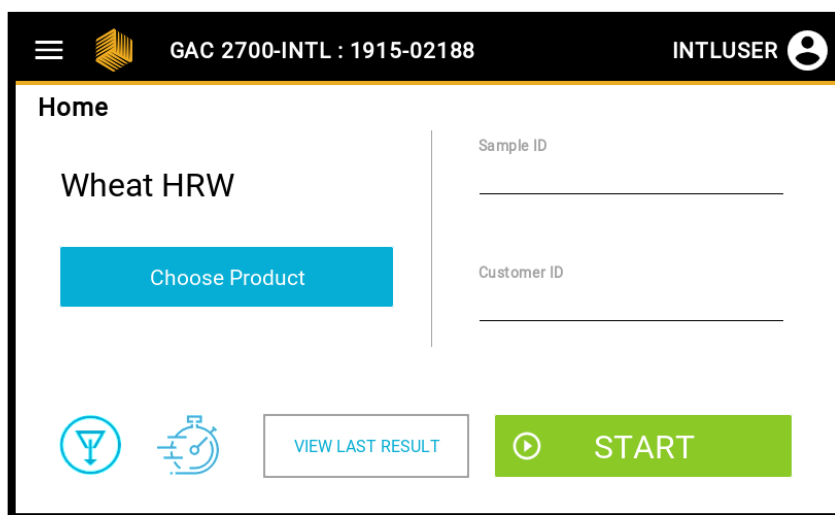 GAC 2700-INTL : 1915-02188
INTLUSER
Home
Wheat HRW
Choose Product
Sample ID
Customer ID
VIEW LAST RESULT
START